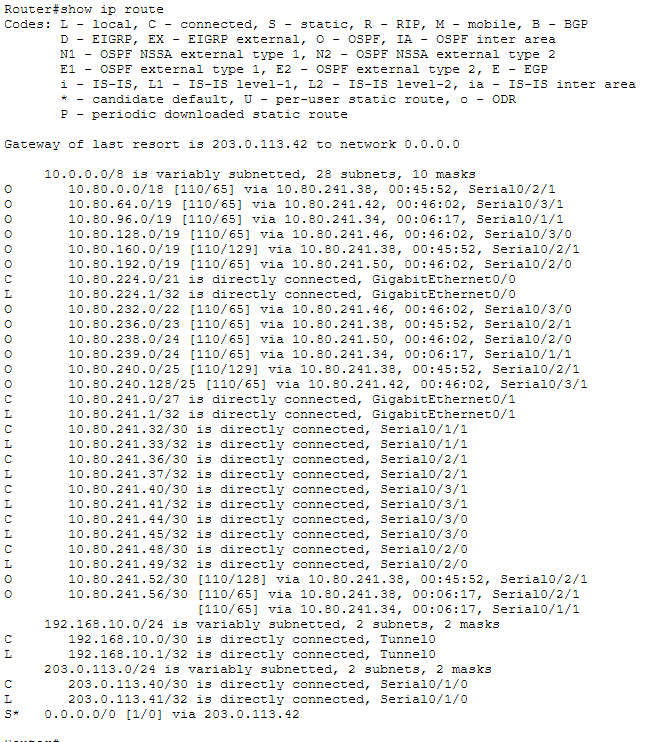 Router#show ip route
Codes: L - local, C - connected, S - static, R - RIP, M - mobile, B - BGP
       D - EIGRP, EX - EIGRP external, O - OSPF, IA - OSPF inter area
       N1 - OSPF NSSA external type 1, N2 - OSPF NSSA external type 2
       E1 - OSPF external type 1, E2 - OSPF external type 2, E - EGP
       i - IS-IS, L1 - IS-IS level-1, L2 - IS-IS level-2, ia - IS-IS inter area
       * - candidate default, U - per-user static route, o - ODR
       P - periodic downloaded static route

Gateway of last resort is 203.0.113.42 to network 0.0.0.0

     10.0.0.0/8 is variably subnetted, 28 subnets, 10 masks
O       10.80.0.0/18 [110/65] via 10.80.241.38, 00:45:52, Serial0/2/1
O       10.80.64.0/19 [110/65] via 10.80.241.42, 00:46:02, Serial0/3/1
O       10.80.96.0/19 [110/65] via 10.80.241.34, 00:06:17, Serial0/1/1
O       10.80.128.0/19 [110/65] via 10.80.241.46, 00:46:02, Serial0/3/0
O       10.80.160.0/19 [110/129] via 10.80.241.38, 00:45:52, Serial0/2/1
O       10.80.192.0/19 [110/65] via 10.80.241.50, 00:46:02, Serial0/2/0
C       10.80.224.0/21 is directly connected, GigabitEthernet0/0
L       10.80.224.1/32 is directly connected, GigabitEthernet0/0
O       10.80.232.0/22 [110/65] via 10.80.241.46, 00:46:02, Serial0/3/0
O       10.80.236.0/23 [110/65] via 10.80.241.38, 00:45:52, Serial0/2/1
O       10.80.238.0/24 [110/65] via 10.80.241.50, 00:46:02, Serial0/2/0
O       10.80.239.0/24 [110/65] via 10.80.241.34, 00:06:17, Serial0/1/1
O       10.80.240.0/25 [110/129] via 10.80.241.38, 00:45:52, Serial0/2/1
O       10.80.240.128/25 [110/65] via 10.80.241.42, 00:46:02, Serial0/3/1
C       10.80.241.0/27 is directly connected, GigabitEthernet0/1
L       10.80.241.1/32 is directly connected, GigabitEthernet0/1
C       10.80.241.32/30 is directly connected, Serial0/1/1
L       10.80.241.33/32 is directly connected, Serial0/1/1
C       10.80.241.36/30 is directly connected, Serial0/2/1
L       10.80.241.37/32 is directly connected, Serial0/2/1
C       10.80.241.40/30 is directly connected, Serial0/3/1
L       10.80.241.41/32 is directly connected, Serial0/3/1
C       10.80.241.44/30 is directly connected, Serial0/3/0
L       10.80.241.45/32 is directly connected, Serial0/3/0
C       10.80.241.48/30 is directly connected, Serial0/2/0
L       10.80.241.49/32 is directly connected, Serial0/2/0
O       10.80.241.52/30 [110/128] via 10.80.241.38, 00:45:52, Serial0/2/1
O       10.80.241.56/30 [110/65] via 10.80.241.38, 00:06:17, Serial0/2/1
                        [110/65] via 10.80.241.34, 00:06:17, Serial0/1/1
     192.168.10.0/24 is variably subnetted, 2 subnets, 2 masks
C       192.168.10.0/30 is directly connected, Tunnel0
L       192.168.10.1/32 is directly connected, Tunnel0
     203.0.113.0/24 is variably subnetted, 2 subnets, 2 masks
C       203.0.113.40/30 is directly connected, Serial0/1/0
L       203.0.113.41/32 is directly connected, Serial0/1/0
S*   0.0.0.0/0 [1/0] via 203.0.113.42